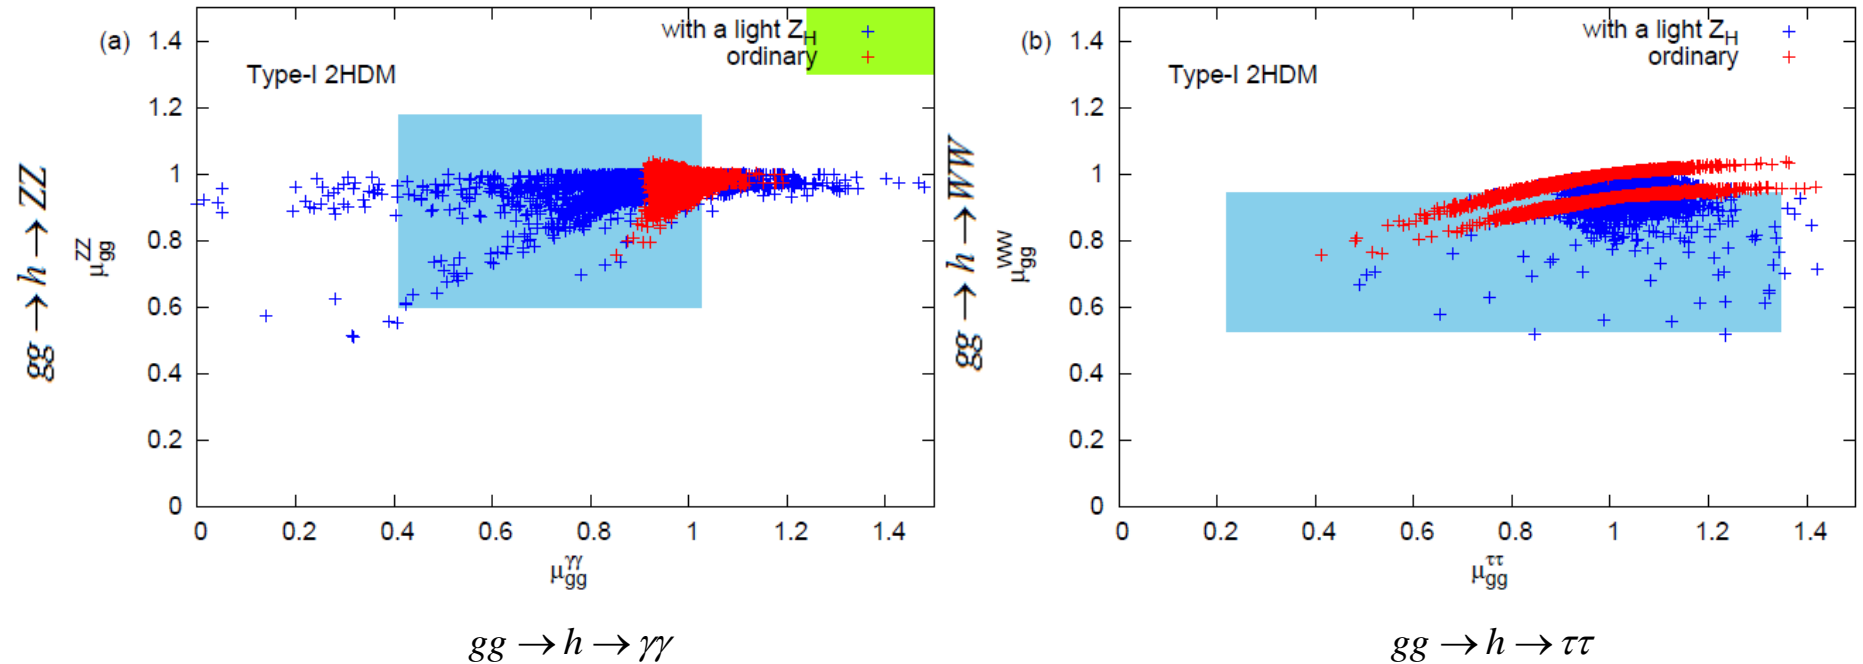 (a)
with a light Z_H
ordinary
Type-I 2HDM
1.4
1.2
1
0.8
0.6
0.4
0.2
0
0 0.2 0.4 0.6 0.8 1 1.2 1.4
μ_gg^ZZ
gg → h → ZZ
μ_gg^γγ
gg → h → γγ
(b)
with a light Z_H
ordinary
Type-I 2HDM
1.4
1.2
1
0.8
0.6
0.4
0.2
0
0 0.2 0.4 0.6 0.8 1 1.2 1.4
μ_gg^WW
gg → h → WW
μ_gg^ττ
gg → h → ττ